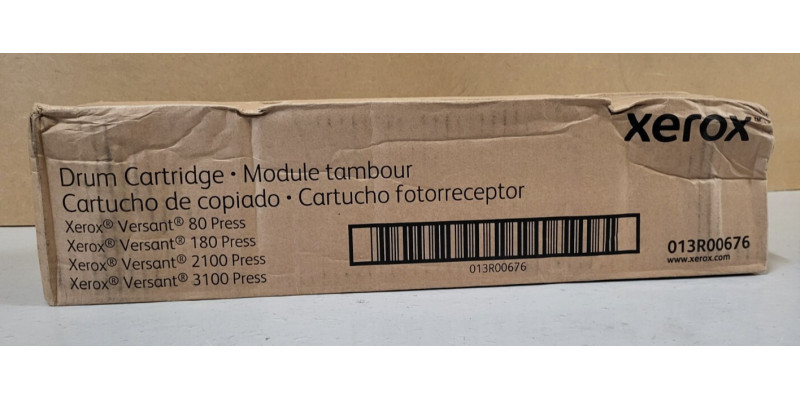 xerox™
Drum Cartridge • Module tambour
Cartucho de copiado • Cartucho fotorreceptor
Xerox® Versant® 80 Press
Xerox® Versant® 180 Press
Xerox® Versant® 2100 Press
Xerox® Versant® 3100 Press
013R00676
013R00676
www.xerox.com